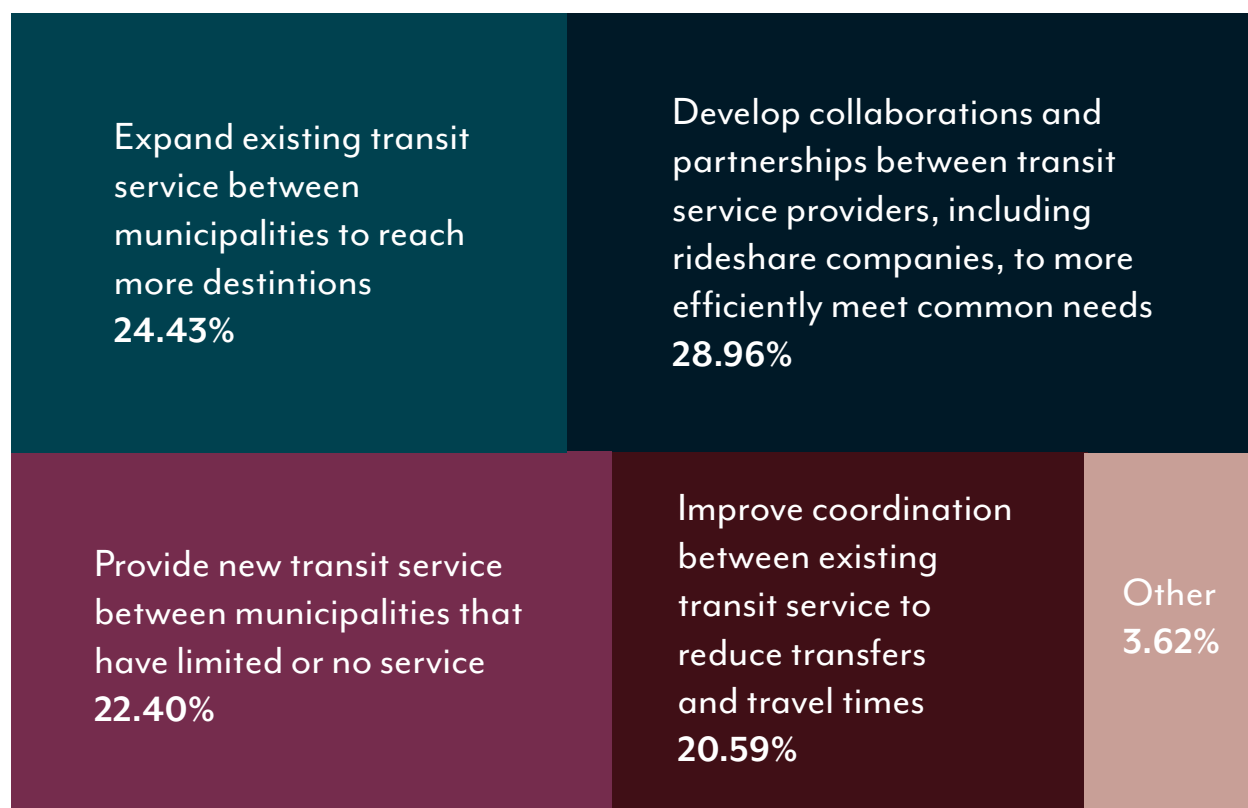 Expand existing transit
service between
municipalities to reach
more destintions
24.43%
Develop collaborations and
partnerships between transit
service providers, including
rideshare companies, to more
efficiently meet common needs
28.96%
Provide new transit service
between municipalities that
have limited or no service
22.40%
Improve coordination
between existing
transit service to
reduce transfers
and travel times
20.59%
Other
3.62%